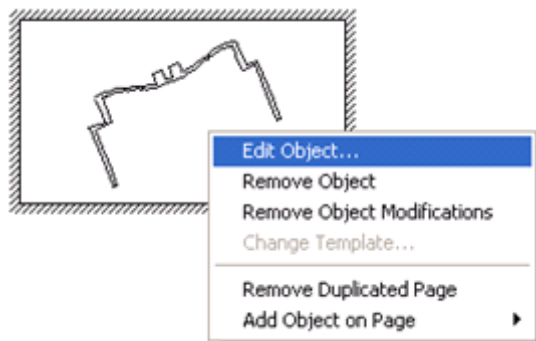 Edit Object...
Remove Object
Remove Object Modifications
Change Template...
Remove Duplicated Page
Add Object on Page